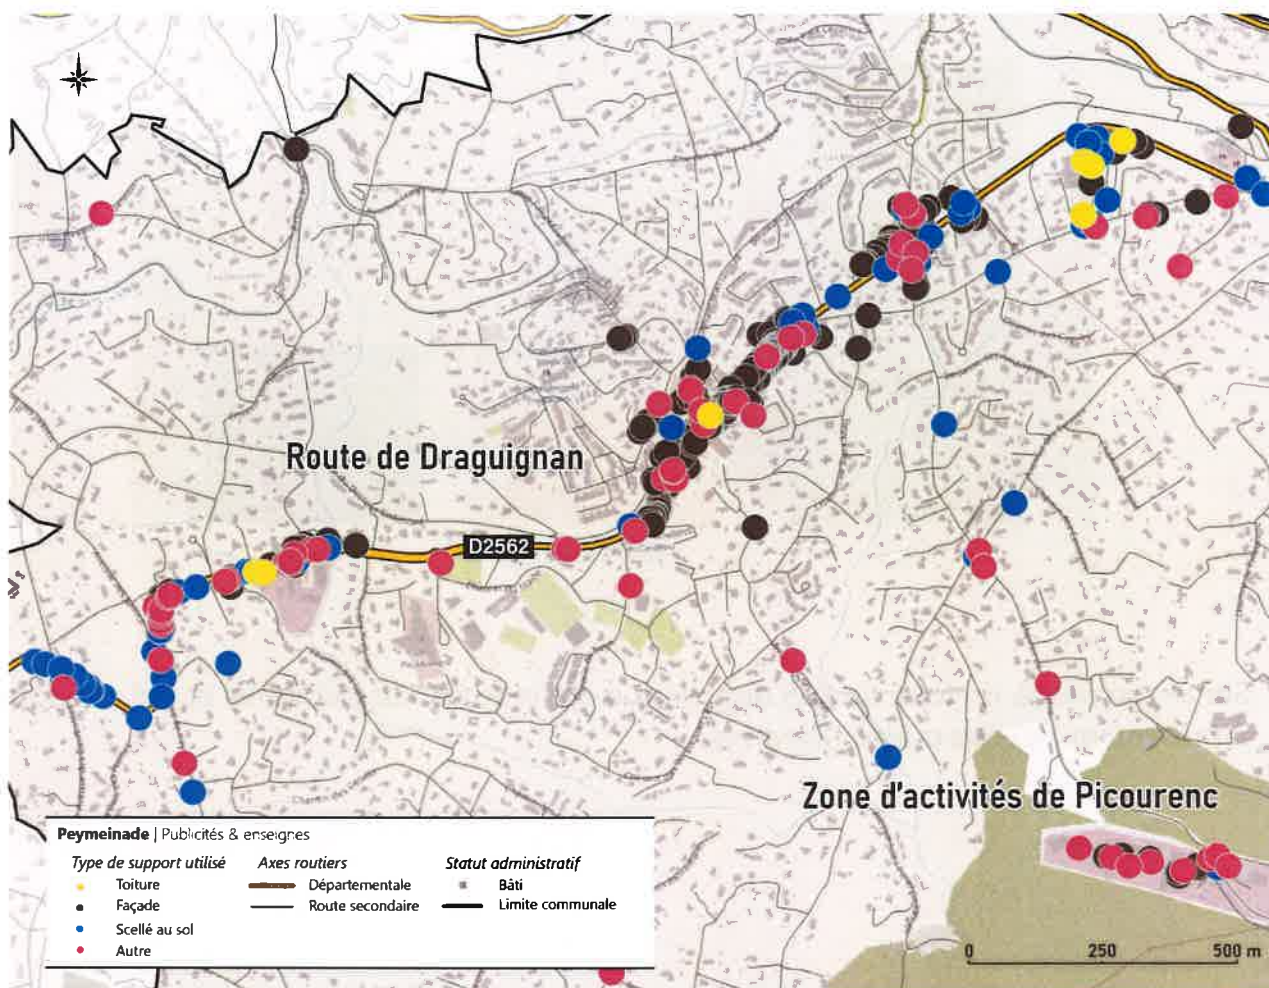 Route de Draguignan
D2562
Zone d'activités de Picourenc
Peymeinade | Publicités & enseignes
Type de support utilisé
Toiture
Façade
Scellé au sol
Autre
Axes routiers
Départementale
Route secondaire
Statut administratif
Bâti
Limite communale
0 250 500 m